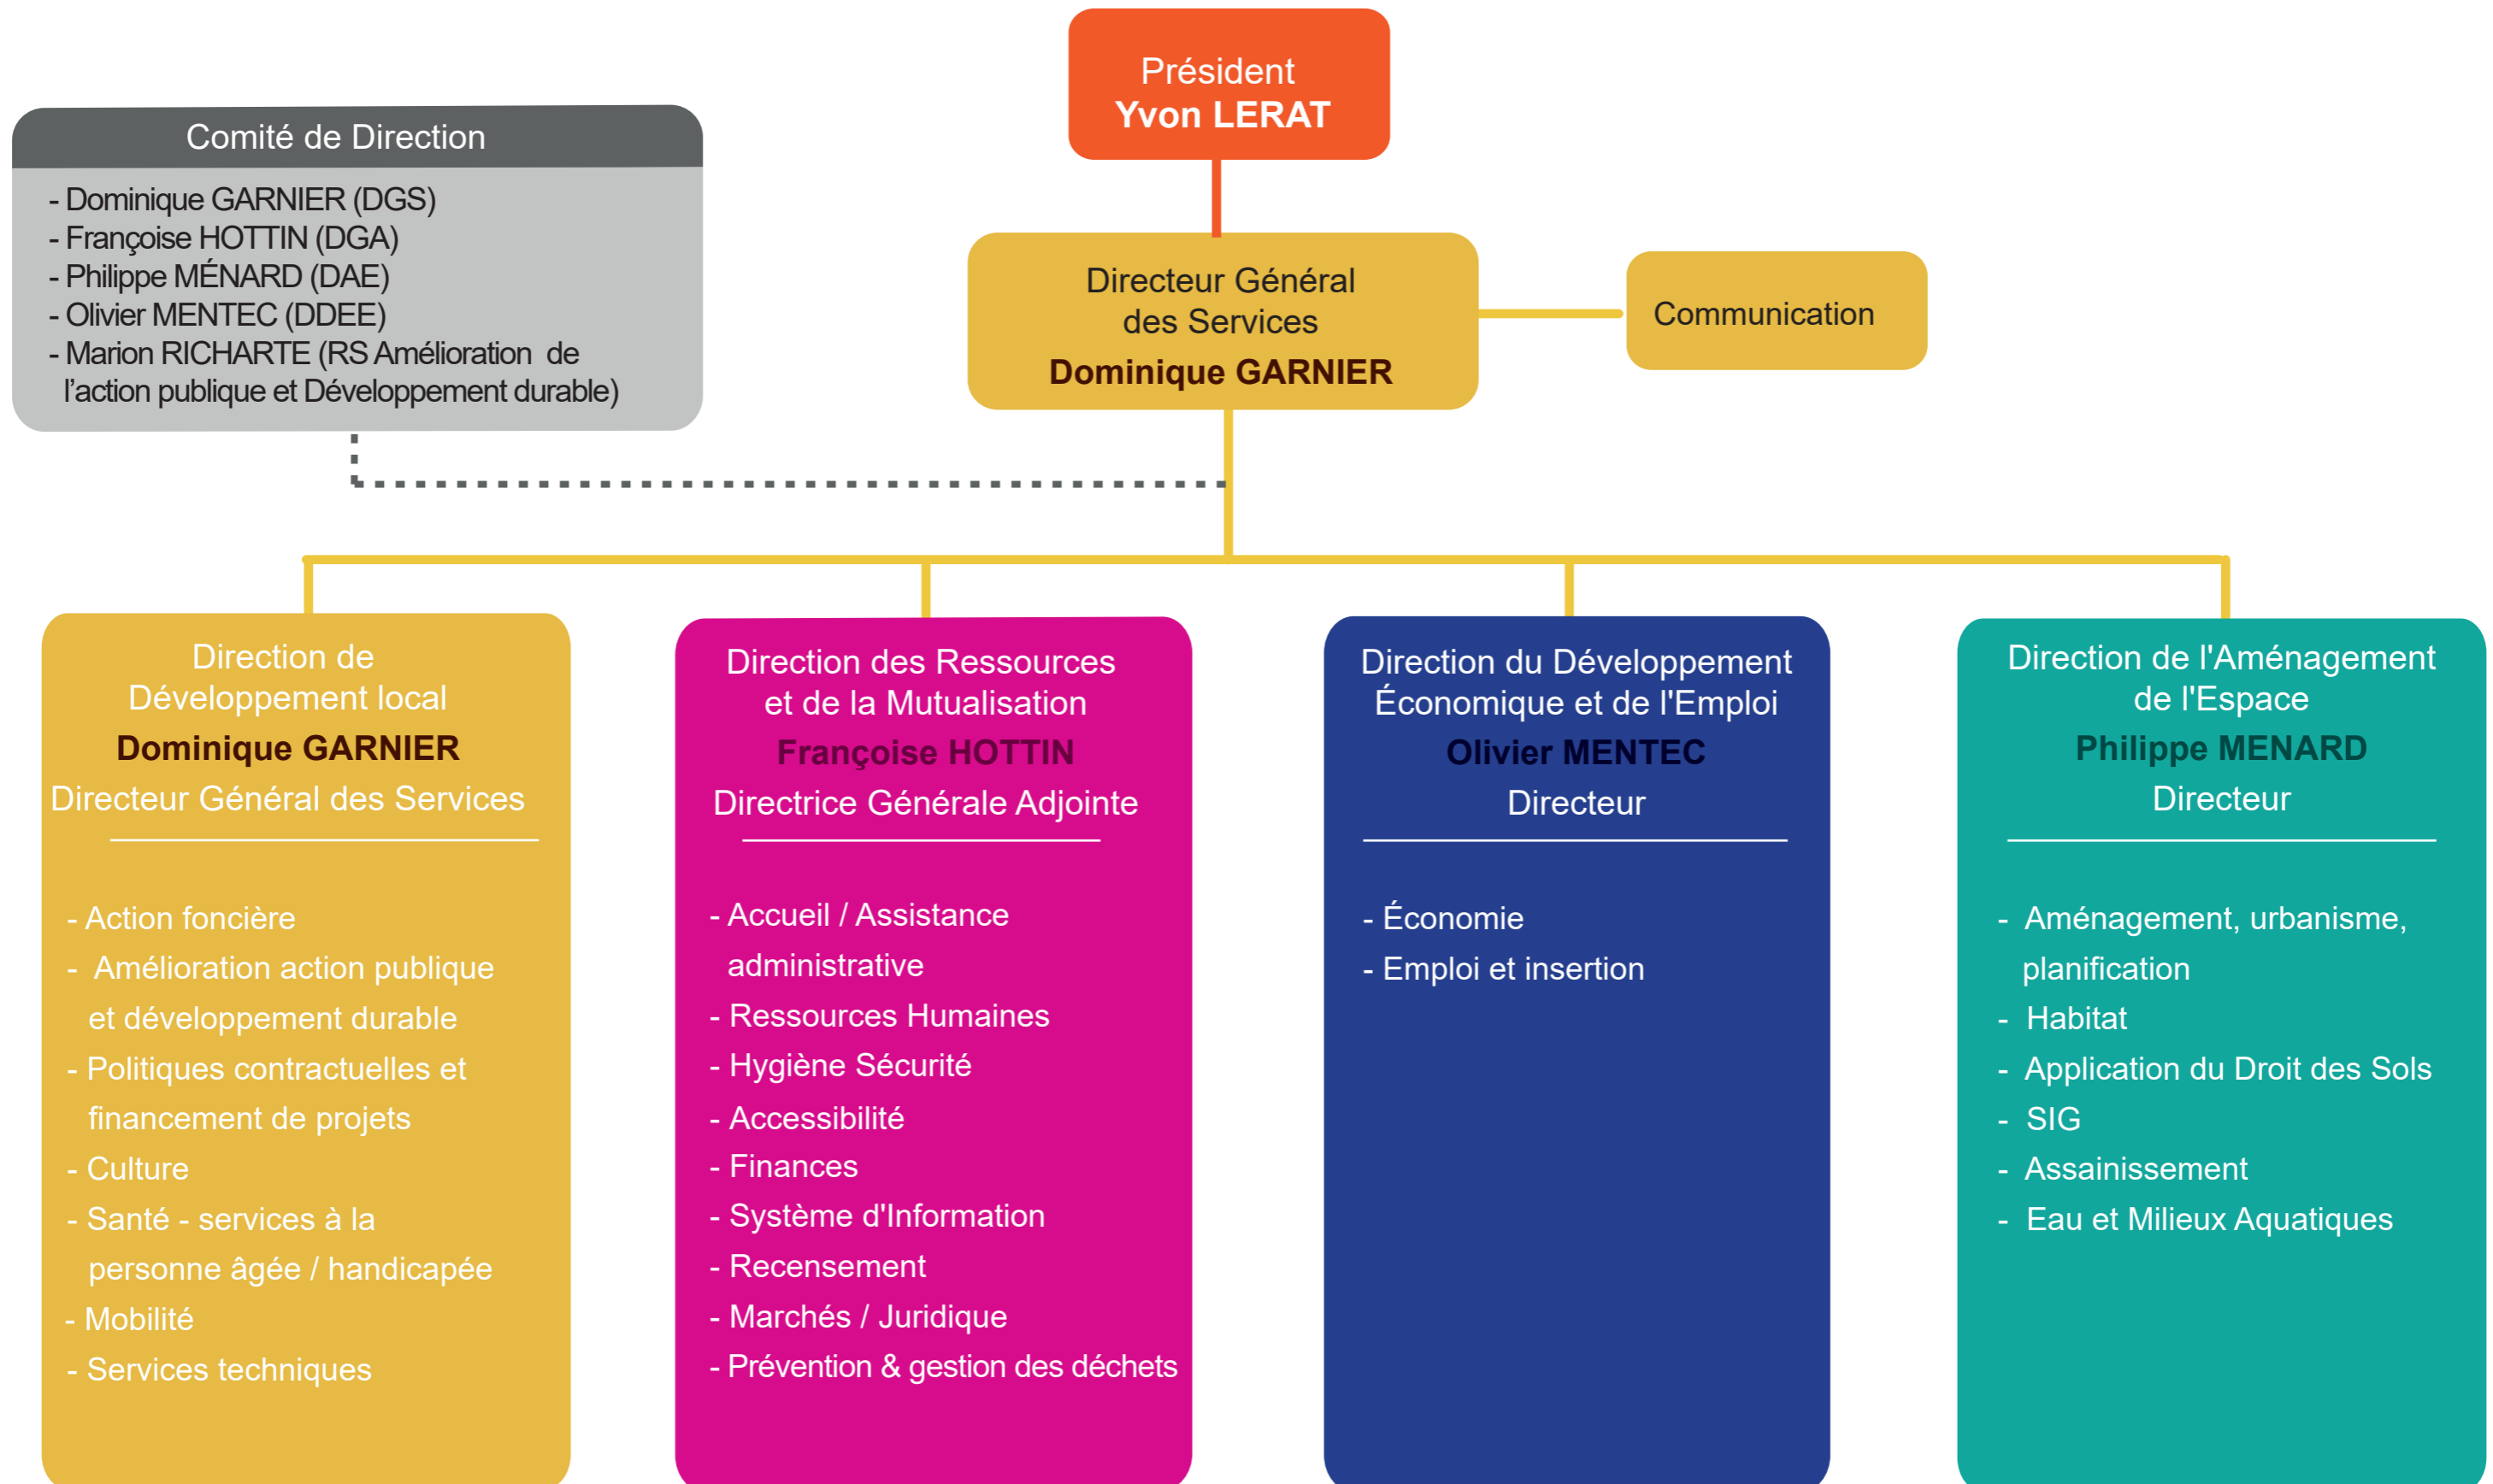 Président
Yvon LERAT
Comité de Direction
- Dominique GARNIER (DGS)
- Françoise HOTTIN (DGA)
- Philippe MÉNARD (DAE)
- Olivier MENTEC (DDEE)
- Marion RICHARTE (RS Amélioration de
l’action publique et Développement durable)
Directeur Général
des Services
Dominique GARNIER
Communication
Direction de
Développement local
Dominique GARNIER
Directeur Général des Services
- Action foncière
- Amélioration action publique
et développement durable
- Politiques contractuelles et
financement de projets
- Culture
- Santé - services à la
personne âgée / handicapée
- Mobilité
- Services techniques
Direction des Ressources
et de la Mutualisation
Françoise HOTTIN
Directrice Générale Adjointe
- Accueil / Assistance
administrative
- Ressources Humaines
- Hygiène Sécurité
- Accessibilité
- Finances
- Système d'Information
- Recensement
- Marchés / Juridique
- Prévention & gestion des déchets
Direction du Développement
Économique et de l'Emploi
Olivier MENTEC
Directeur
- Économie
- Emploi et insertion
Direction de l'Aménagement
de l'Espace
Philippe MENARD
Directeur
- Aménagement, urbanisme,
planification
- Habitat
- Application du Droit des Sols
- SIG
- Assainissement
- Eau et Milieux Aquatiques